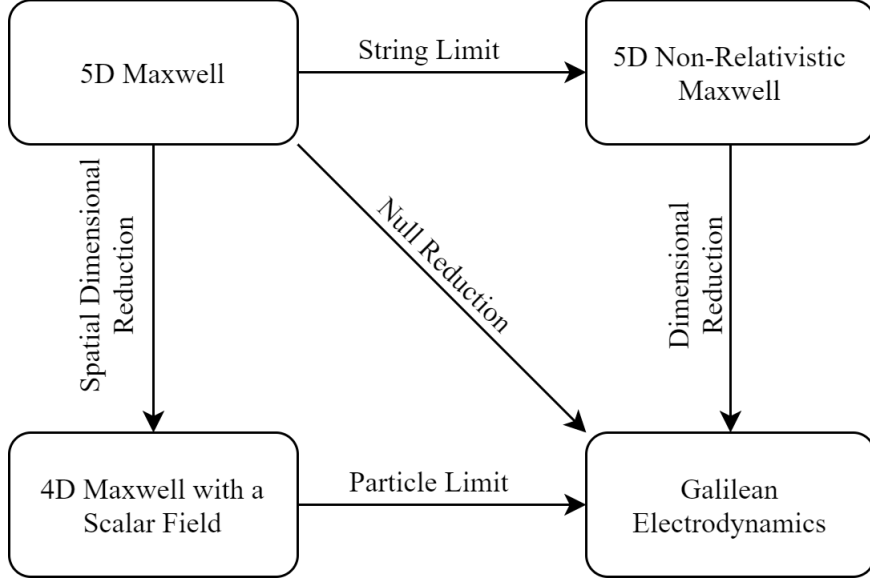 5D Maxwell
String Limit
5D Non-Relativistic
Maxwell
Spatial Dimensional
Reduction
Null Reduction
Dimensional
Reduction
4D Maxwell with a
Scalar Field
Particle Limit
Galilean
Electrodynamics